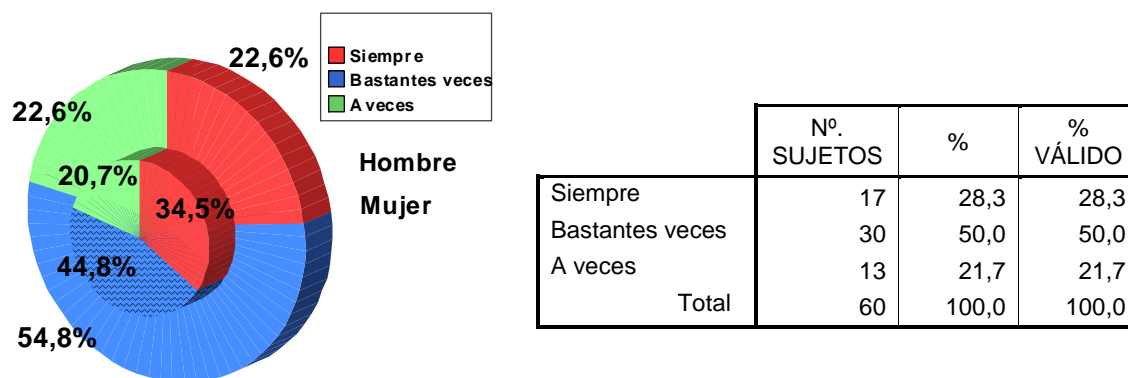 22,6%
Siempre
Bastantes veces
A veces
22,6%
20,7%
34,5%
Hombre
Mujer
44,8%
54,8%
Nº. SUJETOS % % VÁLIDO
Siempre 17 28,3 28,3
Bastantes veces 30 50,0 50,0
A veces 13 21,7 21,7
Total 60 100,0 100,0